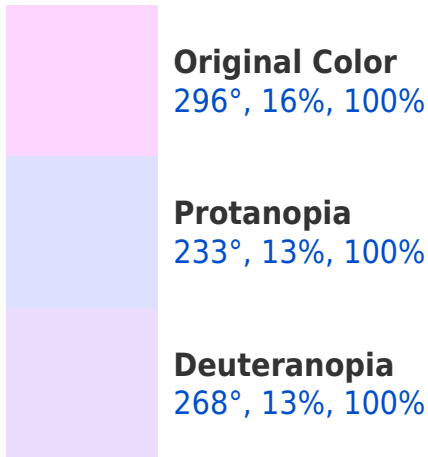 Original Color
296°, 16%, 100%
Protanopia
233°, 13%, 100%
Deuteranopia
268°, 13%, 100%